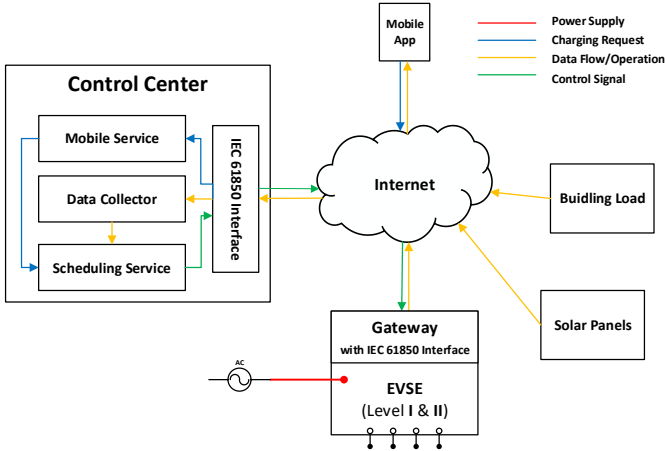 Mobile
App
Power Supply
Charging Request
Data Flow/Operation
Control Signal
Control Center
Mobile Service
Data Collector
Scheduling Service
IEC 61850 Interface
Internet
Buidling Load
Solar Panels
Gateway
with IEC 61850 Interface
AC
EVSE
(Level I & II)